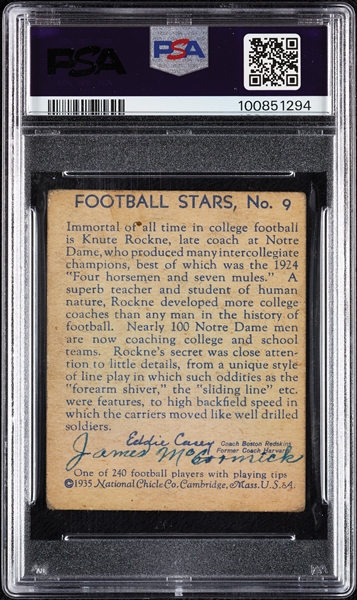 PSA
PSA
100851294
FOOTBALL STARS, No. 9
Immortal of all time in college football
is Knute Rockne, late coach at Notre
Dame, who produced many intercollegiate
champions, best of which was the 1924
"Four horsemen and seven mules." A
superb teacher and student of human
nature, Rockne developed more college
coaches than any man in the history of
football. Nearly 100 Notre Dame men
are now coaching college and school
teams. Rockne's secret was close atten-
tion to little details, from a unique style
of line play in which such oddities as the
"forearm shiver," the "sliding line" etc.
were features, to high backfield speed in
which the carriers moved like well drilled
soldiers.
Eddie Casey Coach Boston Redskins
Former Coach Harvard
James McCormick
One of 240 football players with playing tips
©1935 National Chicle Co. Cambridge, Mass. U.S.A.